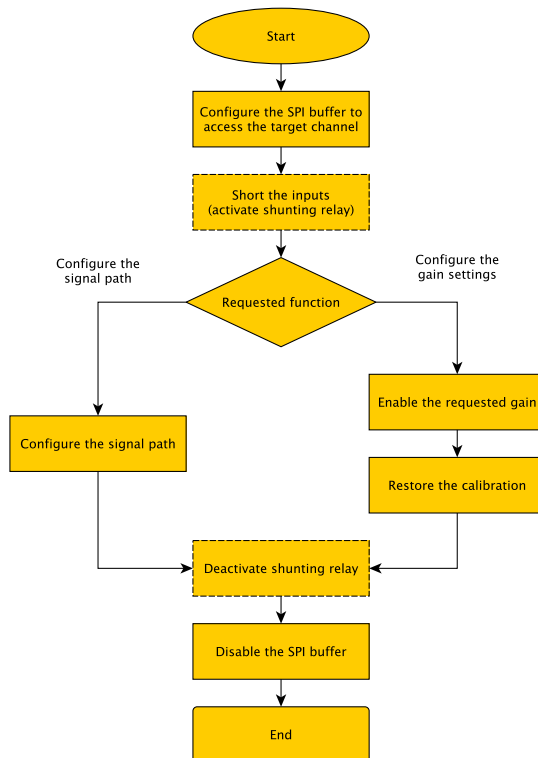 Start
Configure the SPI buffer to
access the target channel
Short the inputs
(activate shunting relay)
Configure the
signal path
Configure the
gain settings
Requested function
Enable the requested gain
Configure the signal path
Restore the calibration
Deactivate shunting relay
Disable the SPI buffer
End